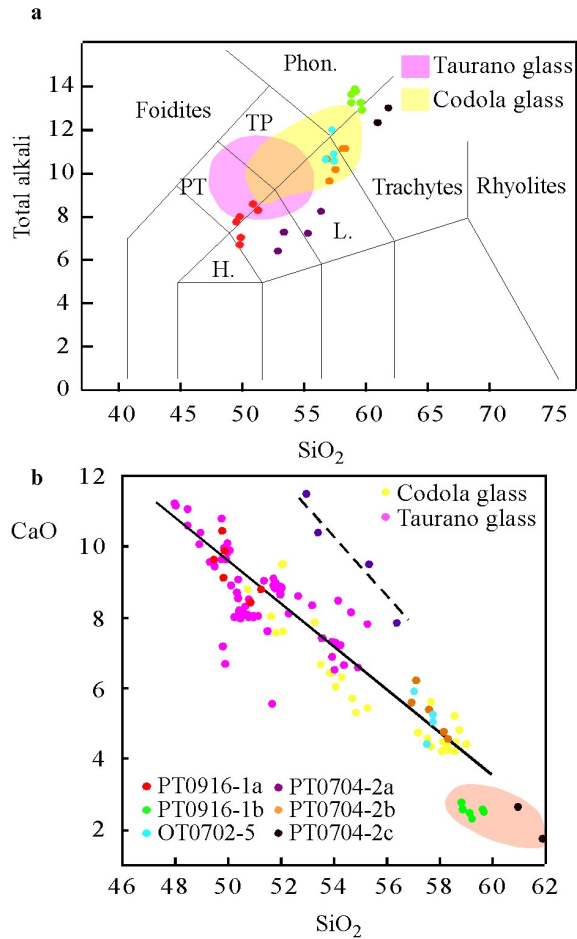 a
Phon.
Taurano glass
Codola glass
Foidites
TP
PT
Trachytes
Rhyolites
L.
H.
Total alkali
14
12
10
8
6
4
2
0
40 45 50 55 60 65 70 75
SiO2
b
CaO
Codola glass
Taurano glass
12
10
8
6
4
2
PT0916-1a PT0704-2a
PT0916-1b PT0704-2b
OT0702-5 PT0704-2c
46 48 50 52 54 56 58 60 62
SiO2